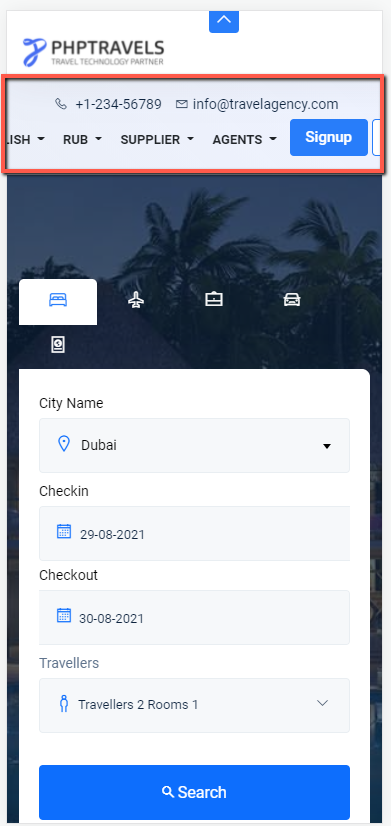 PHPTRAVELS
TRAVEL TECHNOLOGY PARTNER
+1-234-56789 info@travelagency.com
LISH RUB SUPPLIER AGENTS Signup
City Name
Dubai
Checkin
29-08-2021
Checkout
30-08-2021
Travellers
Travellers 2 Rooms 1
Search